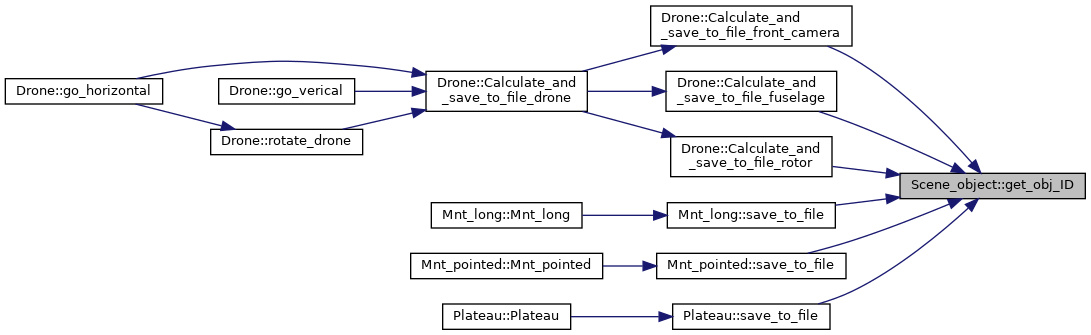 Drone::Calculate_and
_save_to_file_front_camera
Drone::go_horizontal
Drone::go_verical
Drone::Calculate_and
_save_to_file_drone
Drone::Calculate_and
_save_to_file_fuselage
Drone::rotate_drone
Drone::Calculate_and
_save_to_file_rotor
Scene_object::get_obj_ID
Mnt_long::Mnt_long
Mnt_long::save_to_file
Mnt_pointed::Mnt_pointed
Mnt_pointed::save_to_file
Plateau::Plateau
Plateau::save_to_file